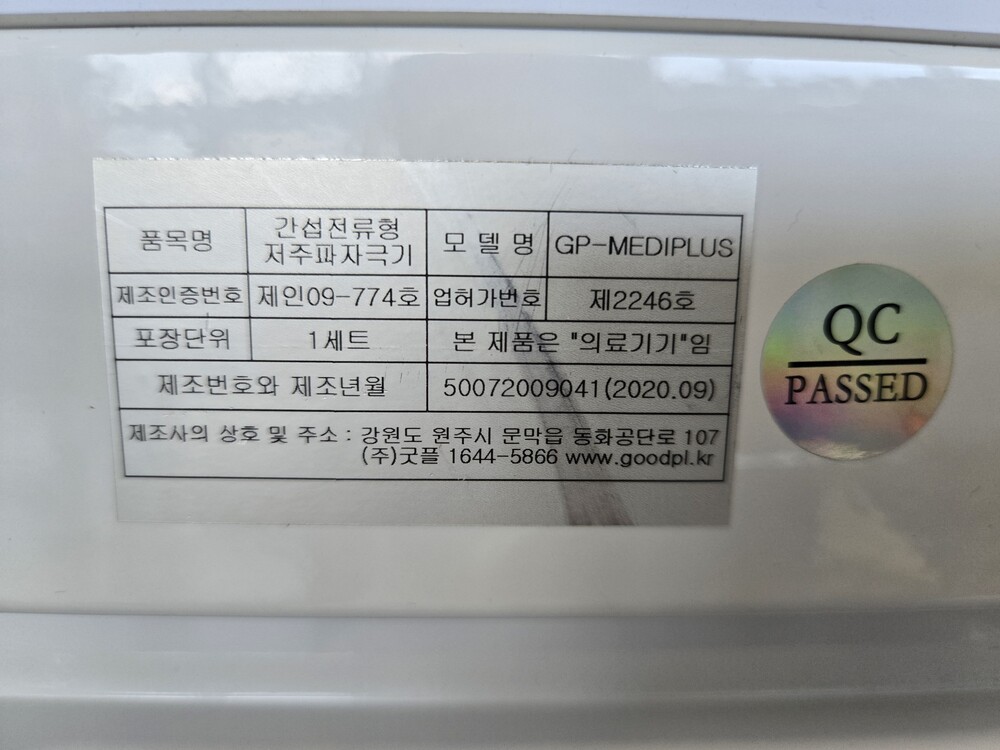 품목명 간섭전류형 저주파자극기 모 델 명 GP-MEDIPLUS
제조인증번호 제인09-774호 업허가번호 제2246호
포장단위 1세트 본 제품은 "의료기기"임
제조번호와 제조년월 50072009041(2020.09)
제조사의 상호 및 주소 : 강원도 원주시 문막읍 동화공단로 107
(주)굿플 1644-5866 www.goodpl.kr
QC
PASSED